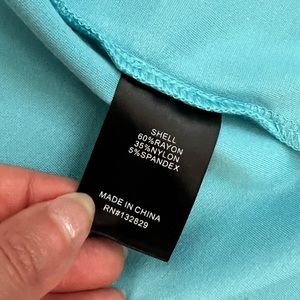 SHELL
60%RAYON
35%NYLON
5%SPANDEX
MADE IN CHINA
RN#132829